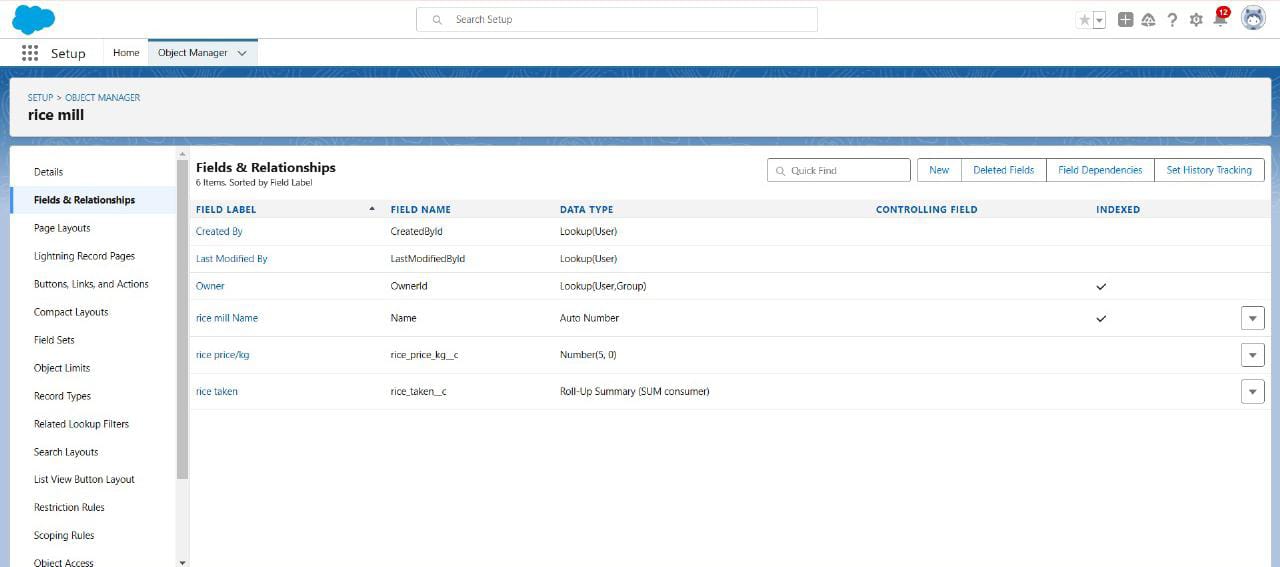 Search Setup
12
Setup
Home
Object Manager
SETUP > OBJECT MANAGER
rice mill
Details
Fields & Relationships
Page Layouts
Lightning Record Pages
Buttons, Links, and Actions
Compact Layouts
Field Sets
Object Limits
Record Types
Related Lookup Filters
Search Layouts
List View Button Layout
Restriction Rules
Scoping Rules
Object Access
Fields & Relationships
6 Items. Sorted by Field Label
Quick Find
New
Deleted Fields
Field Dependencies
Set History Tracking
FIELD LABEL FIELD NAME DATA TYPE CONTROLLING FIELD INDEXED
Created By CreatedById Lookup(User)
Last Modified By LastModifiedById Lookup(User)
Owner OwnerId Lookup(User,Group)
rice mill Name Name Auto Number
rice price/kg rice_price_kg__c Number(5, 0)
rice taken rice_taken__c Roll-Up Summary (SUM consumer)